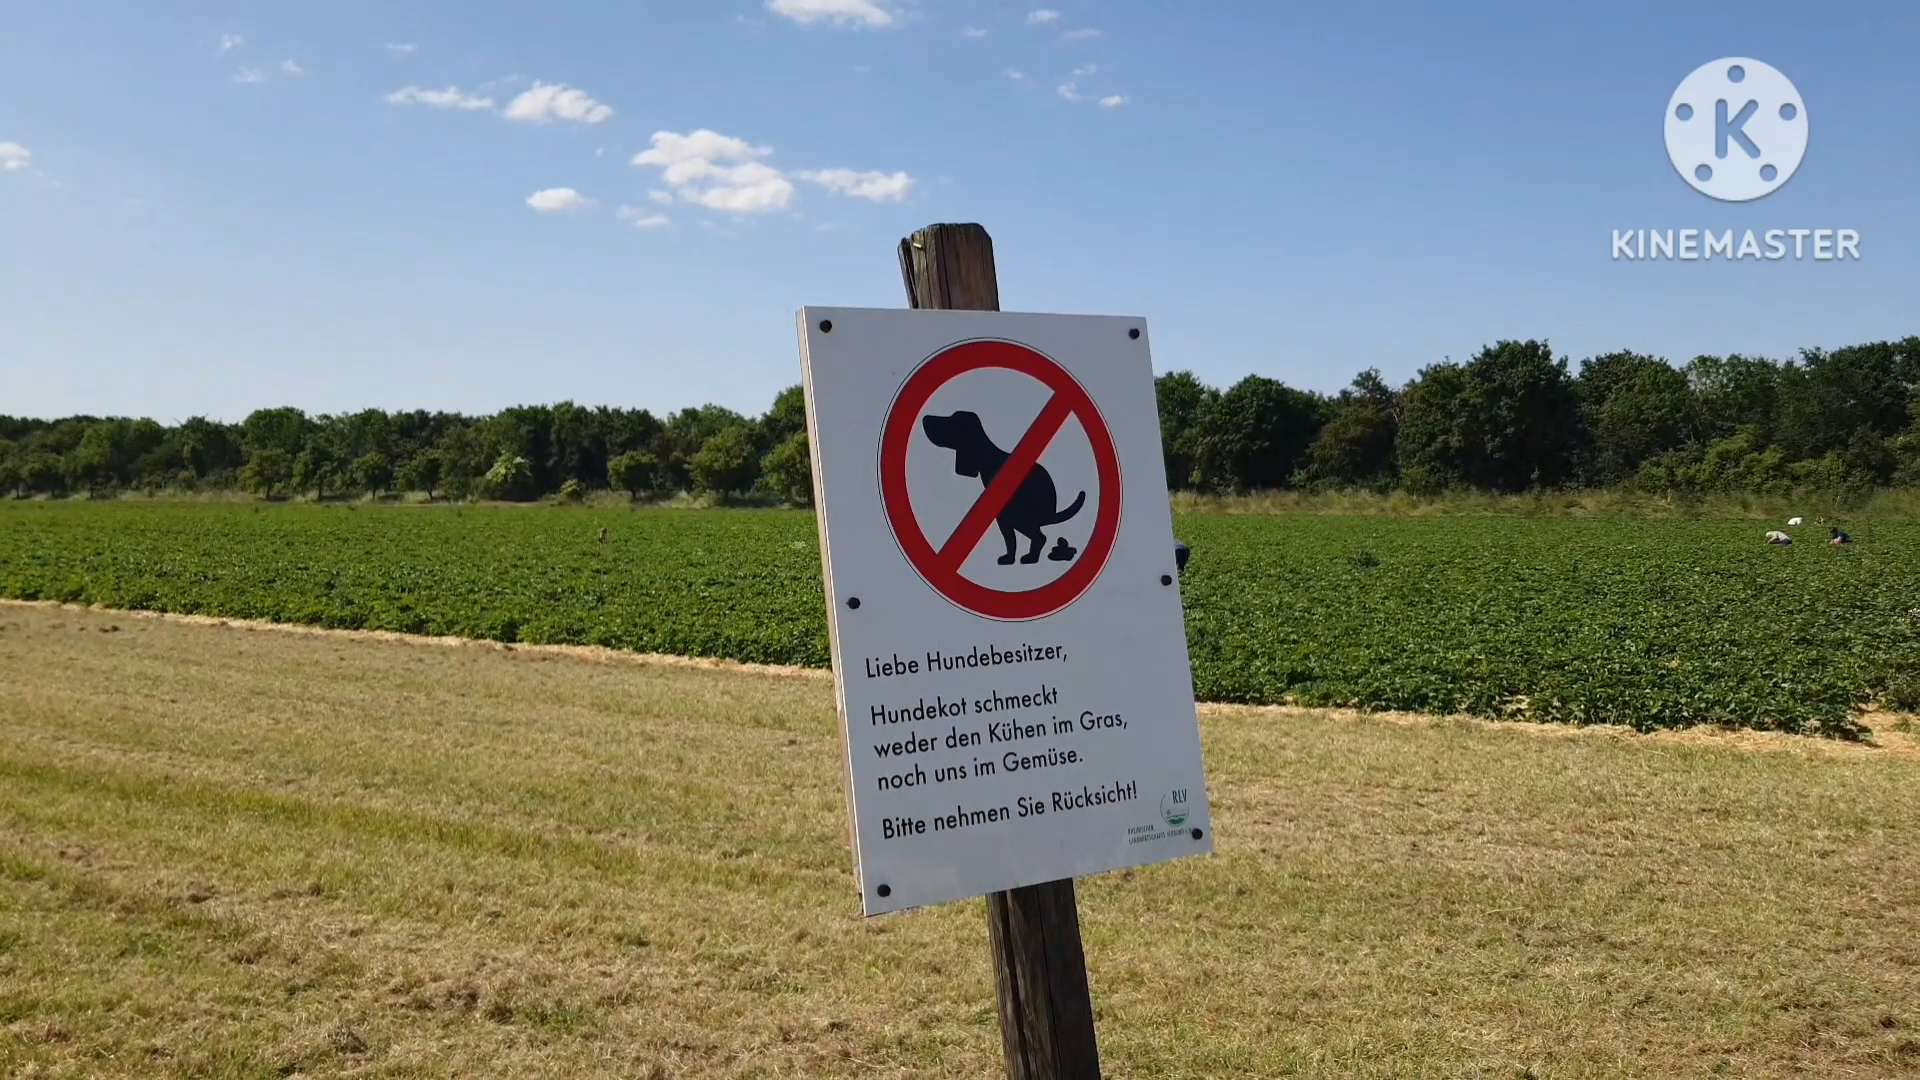 K
KINEMASTER
Liebe Hundebesitzer,
Hundekot schmeckt
weder den Kühen im Gras,
noch uns im Gemüse.
Bitte nehmen Sie Rücksicht!
RLV